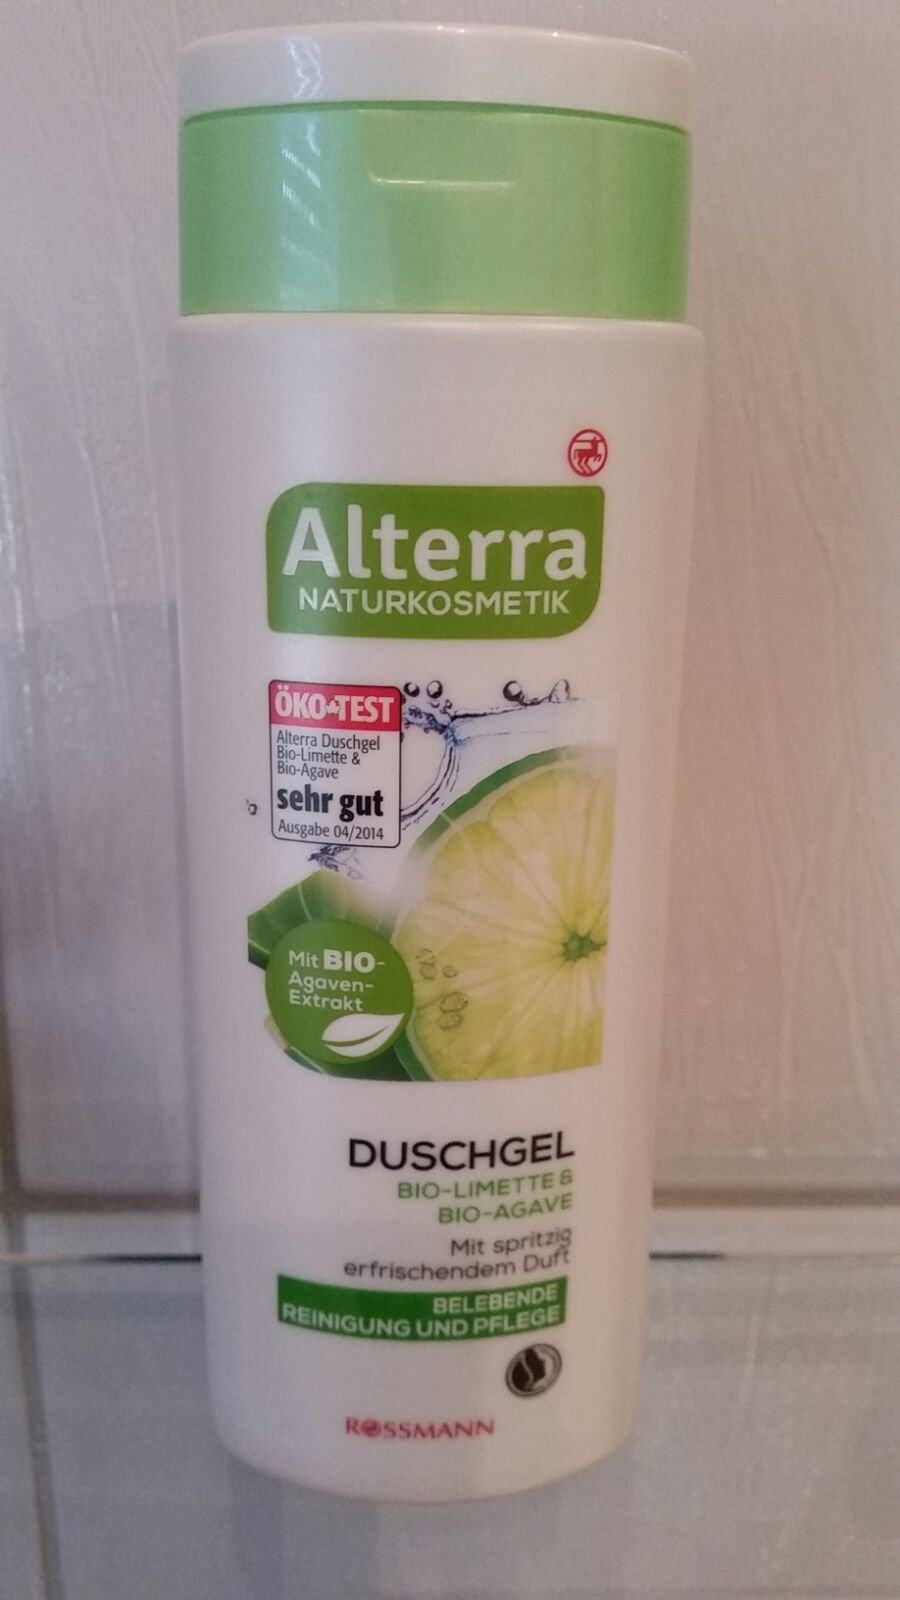 Alterra
NATURKOSMETIK
ÖKO TEST
Alterra Duschgel
Bio-Limette &
Bio-Agave
sehr gut
Ausgabe 04/2014
Mit BIO-
Agaven-
Extrakt
DUSCHGEL
BIO-LIMETTE &
BIO-AGAVE
Mit spritzig
erfrischendem Duft
BELEBENDE
REINIGUNG UND PFLEGE
ROSSMANN